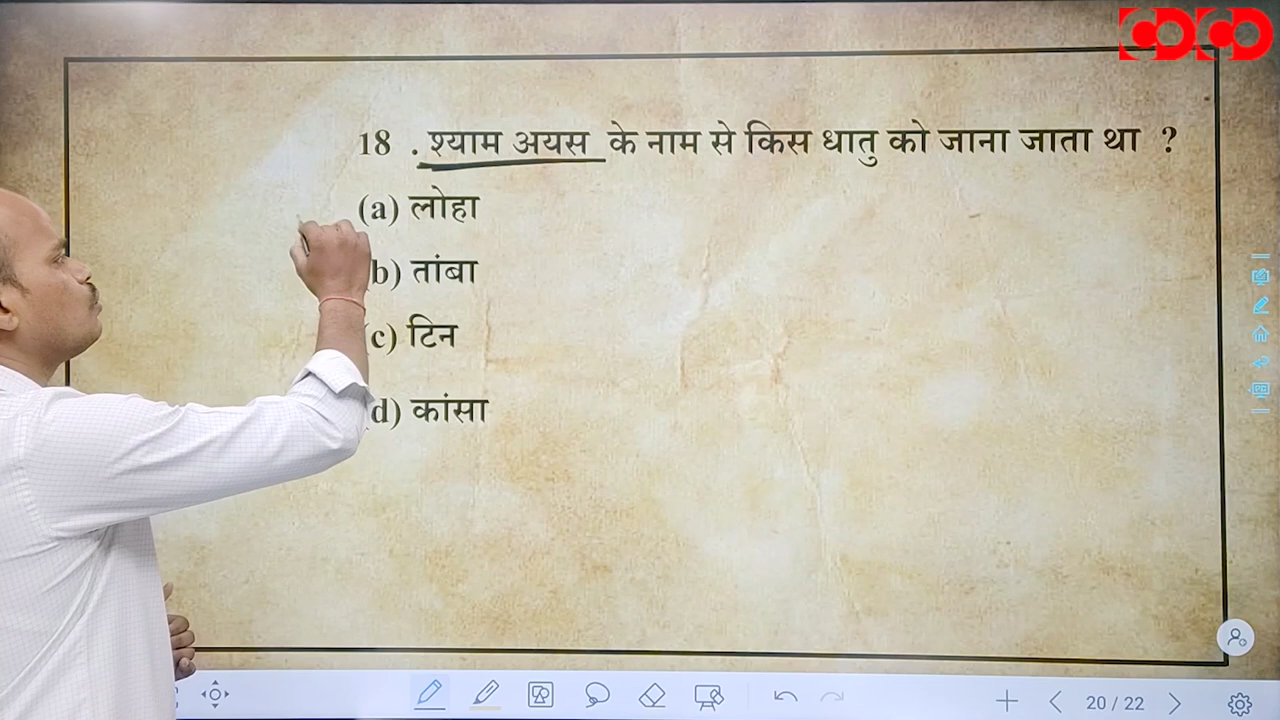 18 . श्याम अयस के नाम से किस धातु को जाना जाता था ?
(a) लोहा
b) तांबा
c) टिन
d) कांसा
20 / 22